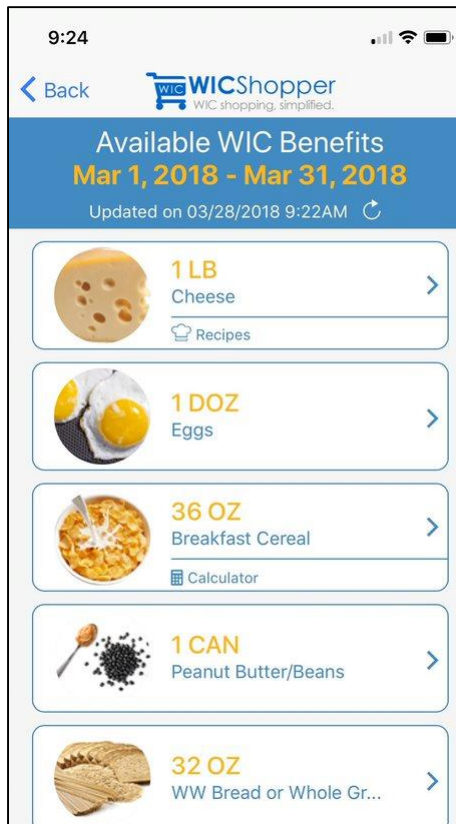 9:24
Back
WIC WICShopper
WIC shopping, simplified.
Available WIC Benefits
Mar 1, 2018 - Mar 31, 2018
Updated on 03/28/2018 9:22AM
1 LB
Cheese
Recipes
1 DOZ
Eggs
36 OZ
Breakfast Cereal
Calculator
1 CAN
Peanut Butter/Beans
32 OZ
WW Bread or Whole Gr...